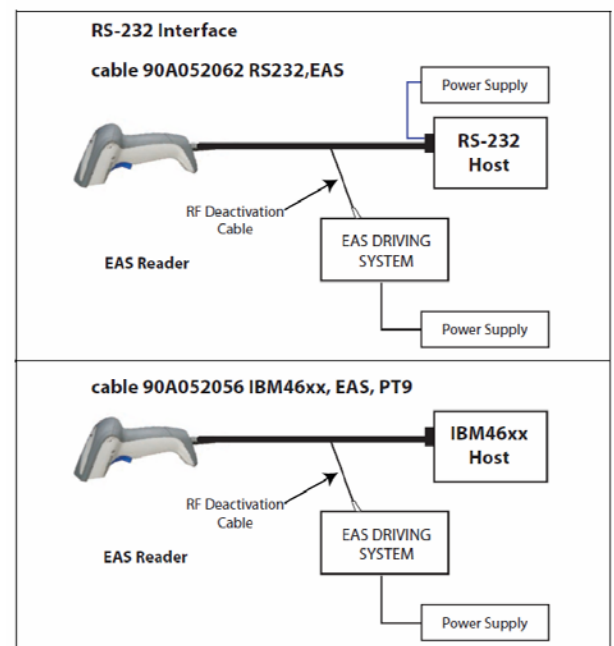 RS-232 Interface
cable 90A052062 RS232,EAS
Power Supply
RS-232
Host
RF Deactivation
Cable
EAS DRIVING
SYSTEM
EAS Reader
Power Supply
cable 90A052056 IBM46xx, EAS, PT9
IBM46xx
Host
RF Deactivation
Cable
EAS DRIVING
SYSTEM
EAS Reader
Power Supply